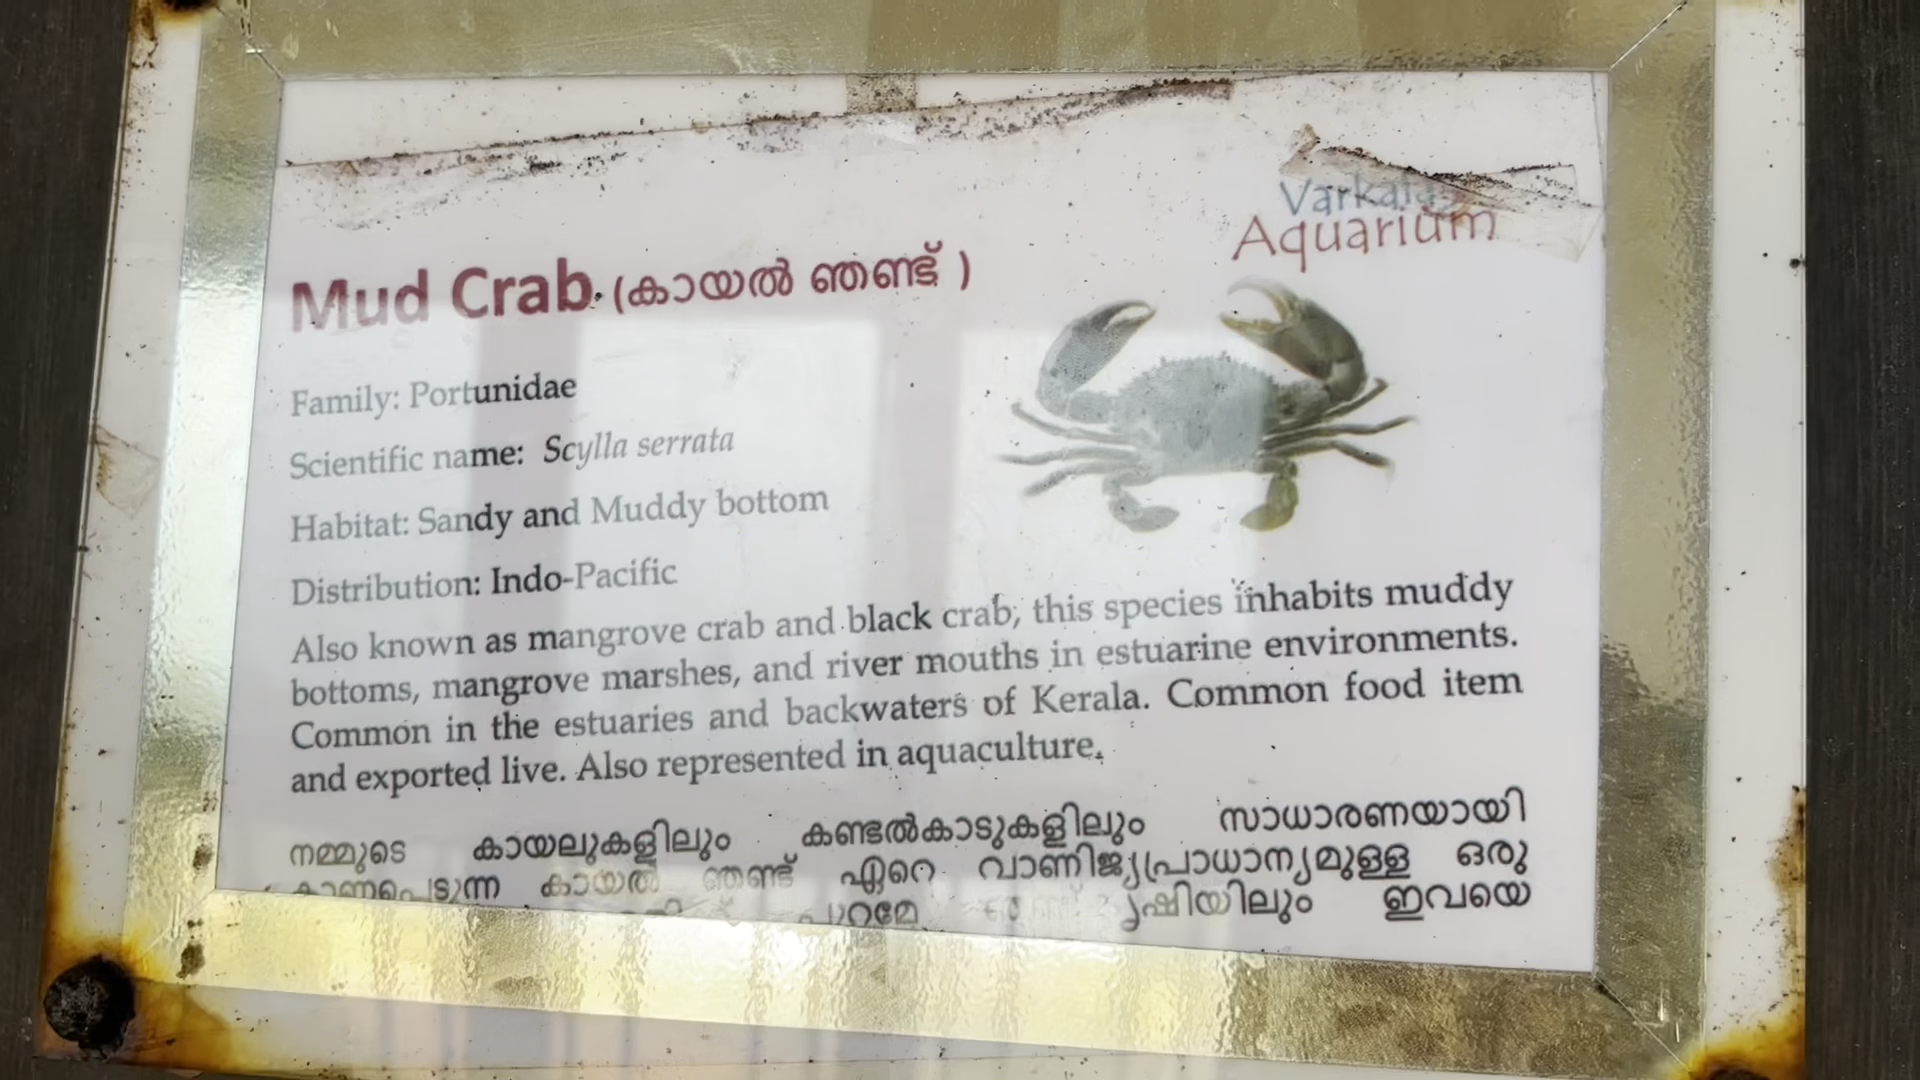 Varkala
Aquarium
Mud Crab (കായൽ ഞണ്ട് )
Family: Portunidae
Scientific name: Scylla serrata
Habitat: Sandy and Muddy bottom
Distribution: Indo-Pacific
Also known as mangrove crab and black crab, this species inhabits muddy
bottoms, mangrove marshes, and river mouths in estuarine environments.
Common in the estuaries and backwaters of Kerala. Common food item
and exported live. Also represented in aquaculture.
നമ്മുടെ കായലുകളിലും കണ്ടൽകാടുകളിലും സാധാരണയായി
കാണപ്പെടുന്ന കായൽ ഞണ്ട് ഏറെ വാണിജ്യപ്രാധാന്യമുള്ള ഒരു
പുറമേ ഇവയെ